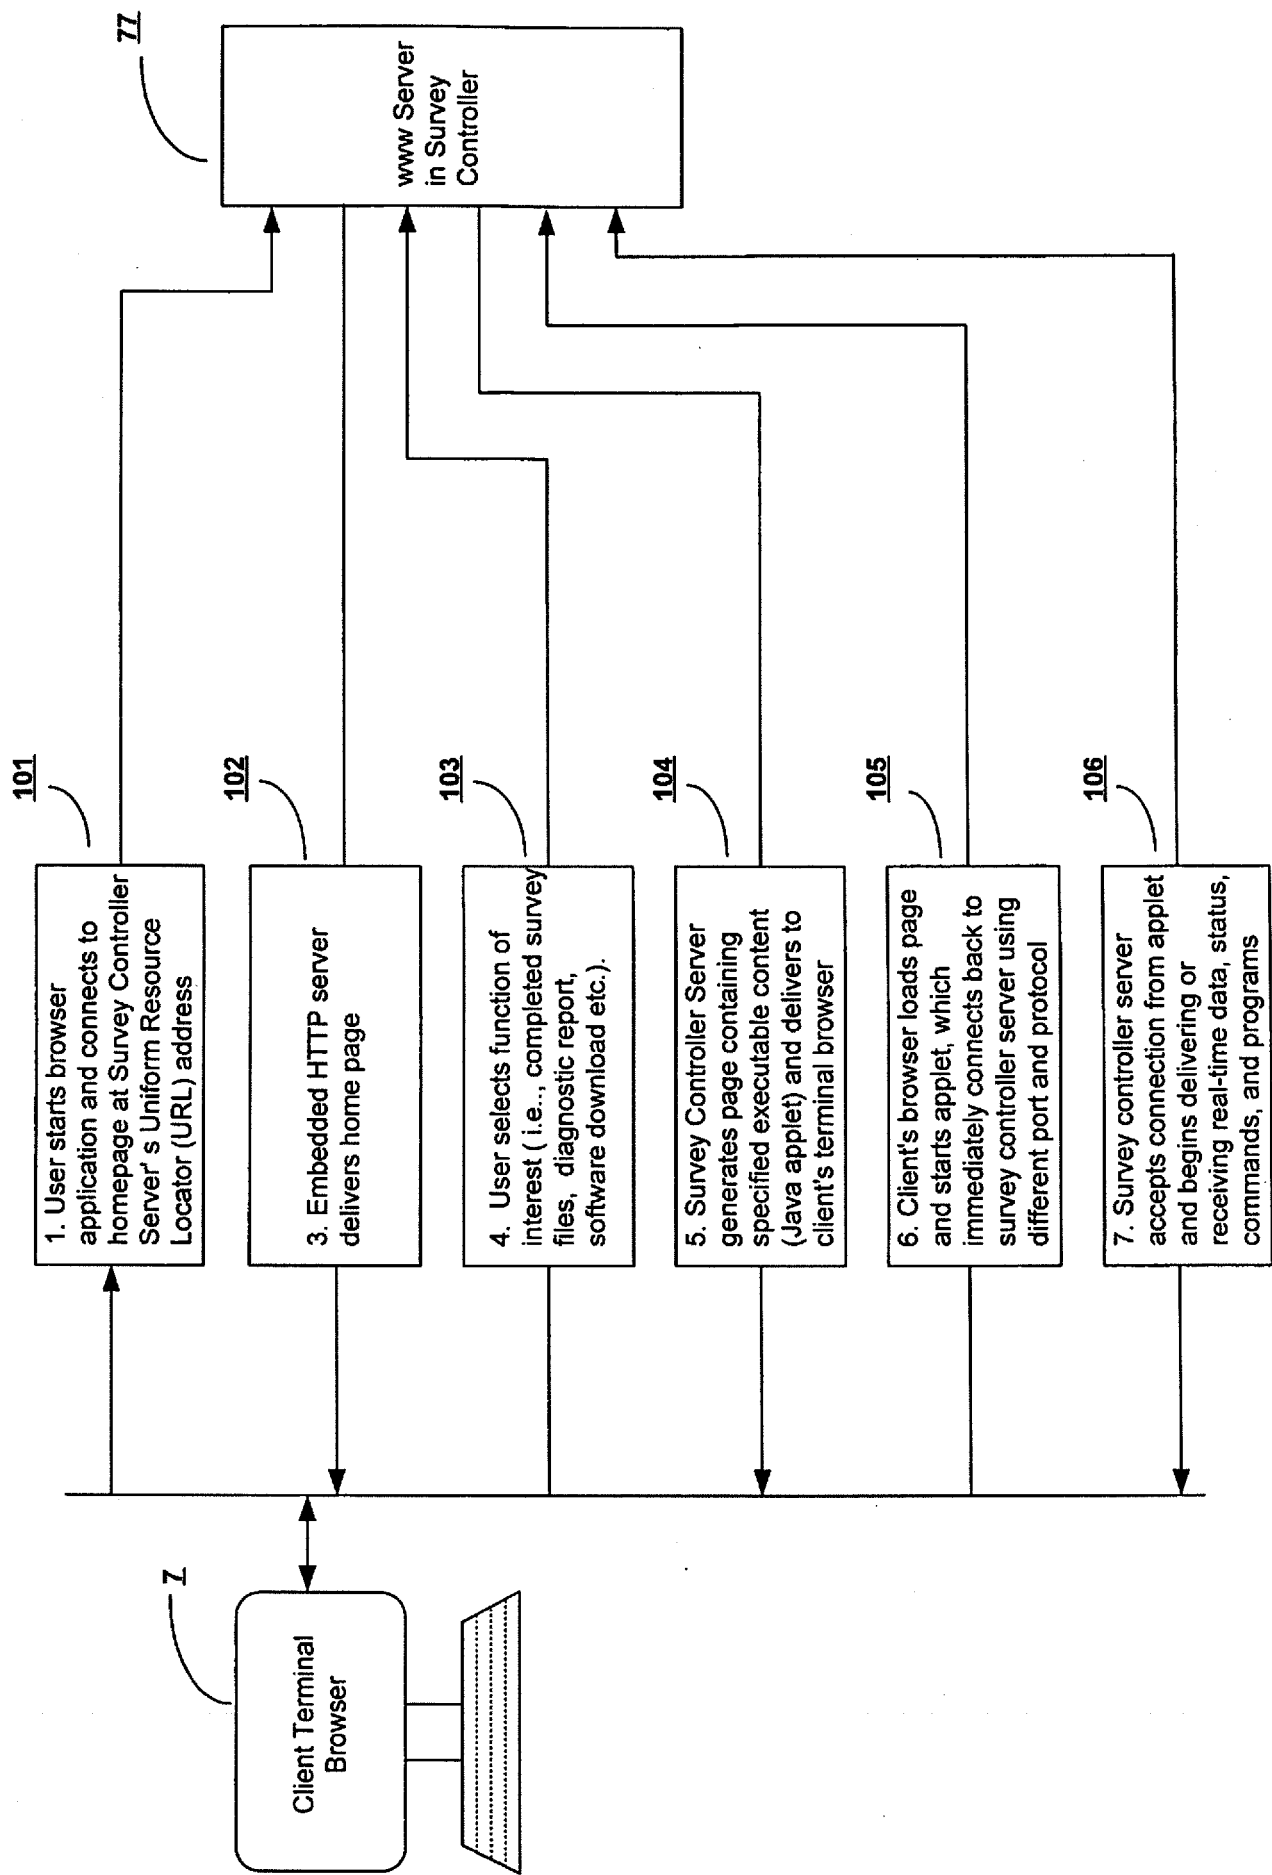 7
Client Terminal
Browser
101
1. User starts browser
application and connects to
homepage at Survey Controller
Server's Uniform Resource
Locator (URL) address
102
3. Embedded HTTP server
delivers home page
103
4. User selects function of
interest ( i.e.., completed survey
files, diagnostic report,
software download etc.).
104
5. Survey Controller Server
generates page containing
specified executable content
(Java applet) and delivers to
client's terminal browser
105
6. Client's browser loads page
and starts applet, which
immediately connects back to
survey controller server using
different port and protocol
106
7. Survey controller server
accepts connection from applet
and begins delivering or
receiving real-time data, status,
commands, and programs
77
www Server
in Survey
Controller